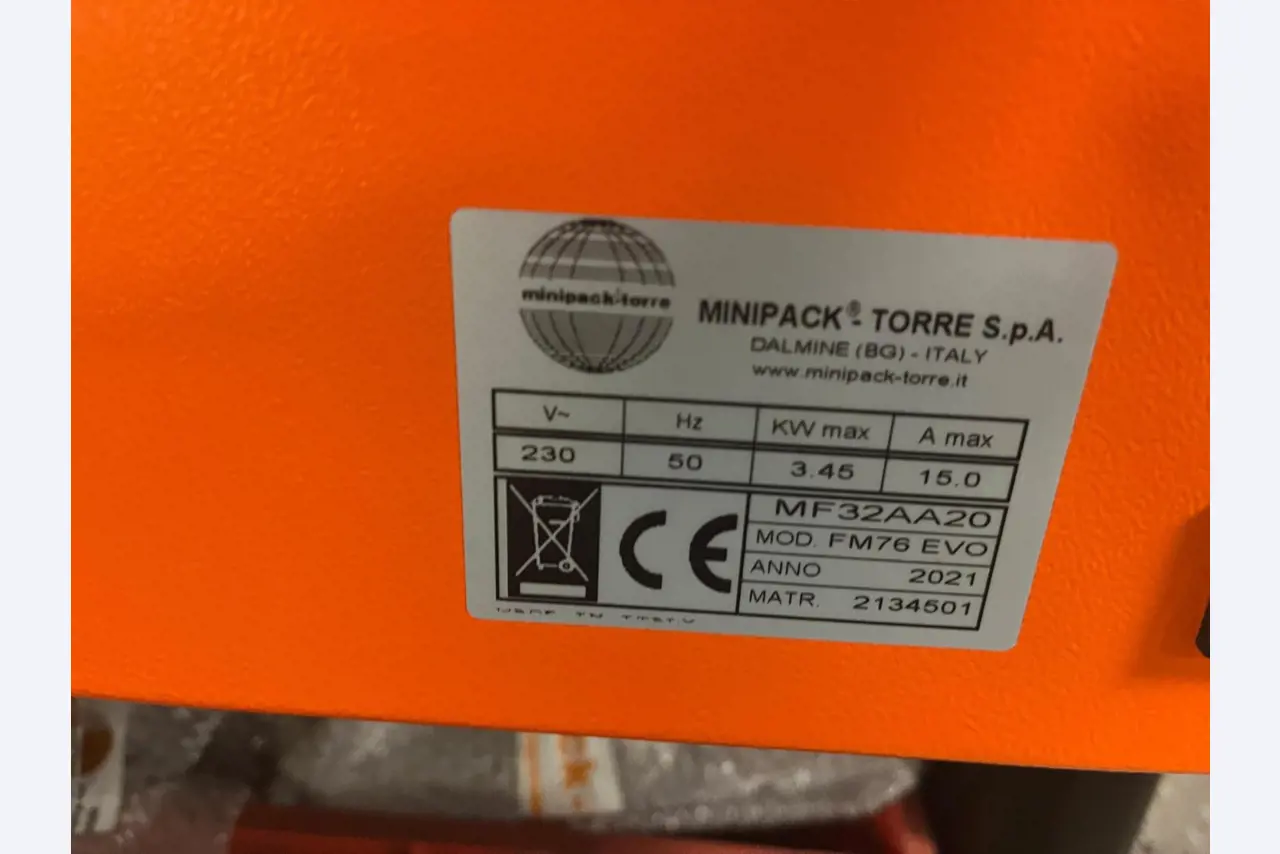 minipack-torre
MINIPACK® - TORRE S.p.A.
DALMINE (BG) - ITALY
www.minipack-torre.it
V~ Hz KW max A max
230 50 3.45 15.0
MF32AA20
MOD. FM76 EVO
CE
ANNO 2021
MATR. 2134501